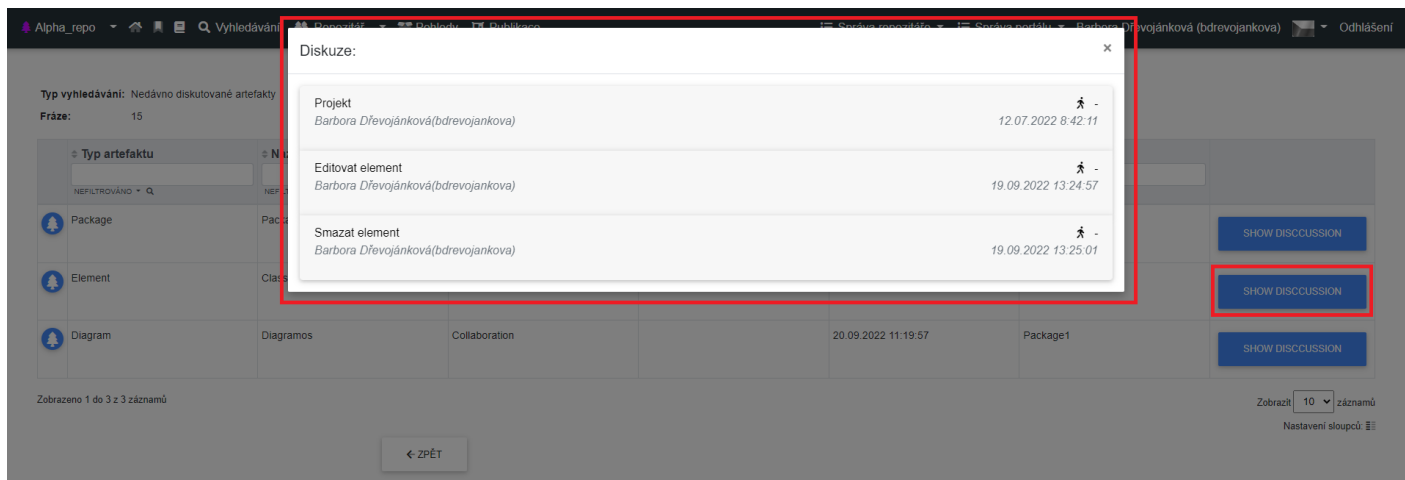 Alpha_repo Vyhledávání Repozitář Pohledy Publikace Správa repozitáře Správa portálu Barbora Dřevojánková (bdrevojankova) Odhlášení
Diskuze: ×
Typ vyhledávání: Nedávno diskutované artefakty
Fráze: 15
Projekt -
Barbora Dřevojánková(bdrevojankova) 12.07.2022 8:42:11
Editovat element -
Barbora Dřevojánková(bdrevojankova) 19.09.2022 13:24:57
Smazat element -
Barbora Dřevojánková(bdrevojankova) 19.09.2022 13:25:01
Typ artefaktu
NEFILTROVÁNO
Package SHOW DISCCUSSION
Element SHOW DISCCUSSION
Diagram Diagramos Collaboration 20.09.2022 11:19:57 Package1 SHOW DISCCUSSION
Zobrazeno 1 do 3 z 3 záznamů Zobrazit 10 záznamů
Nastavení sloupců:
ZPĚT